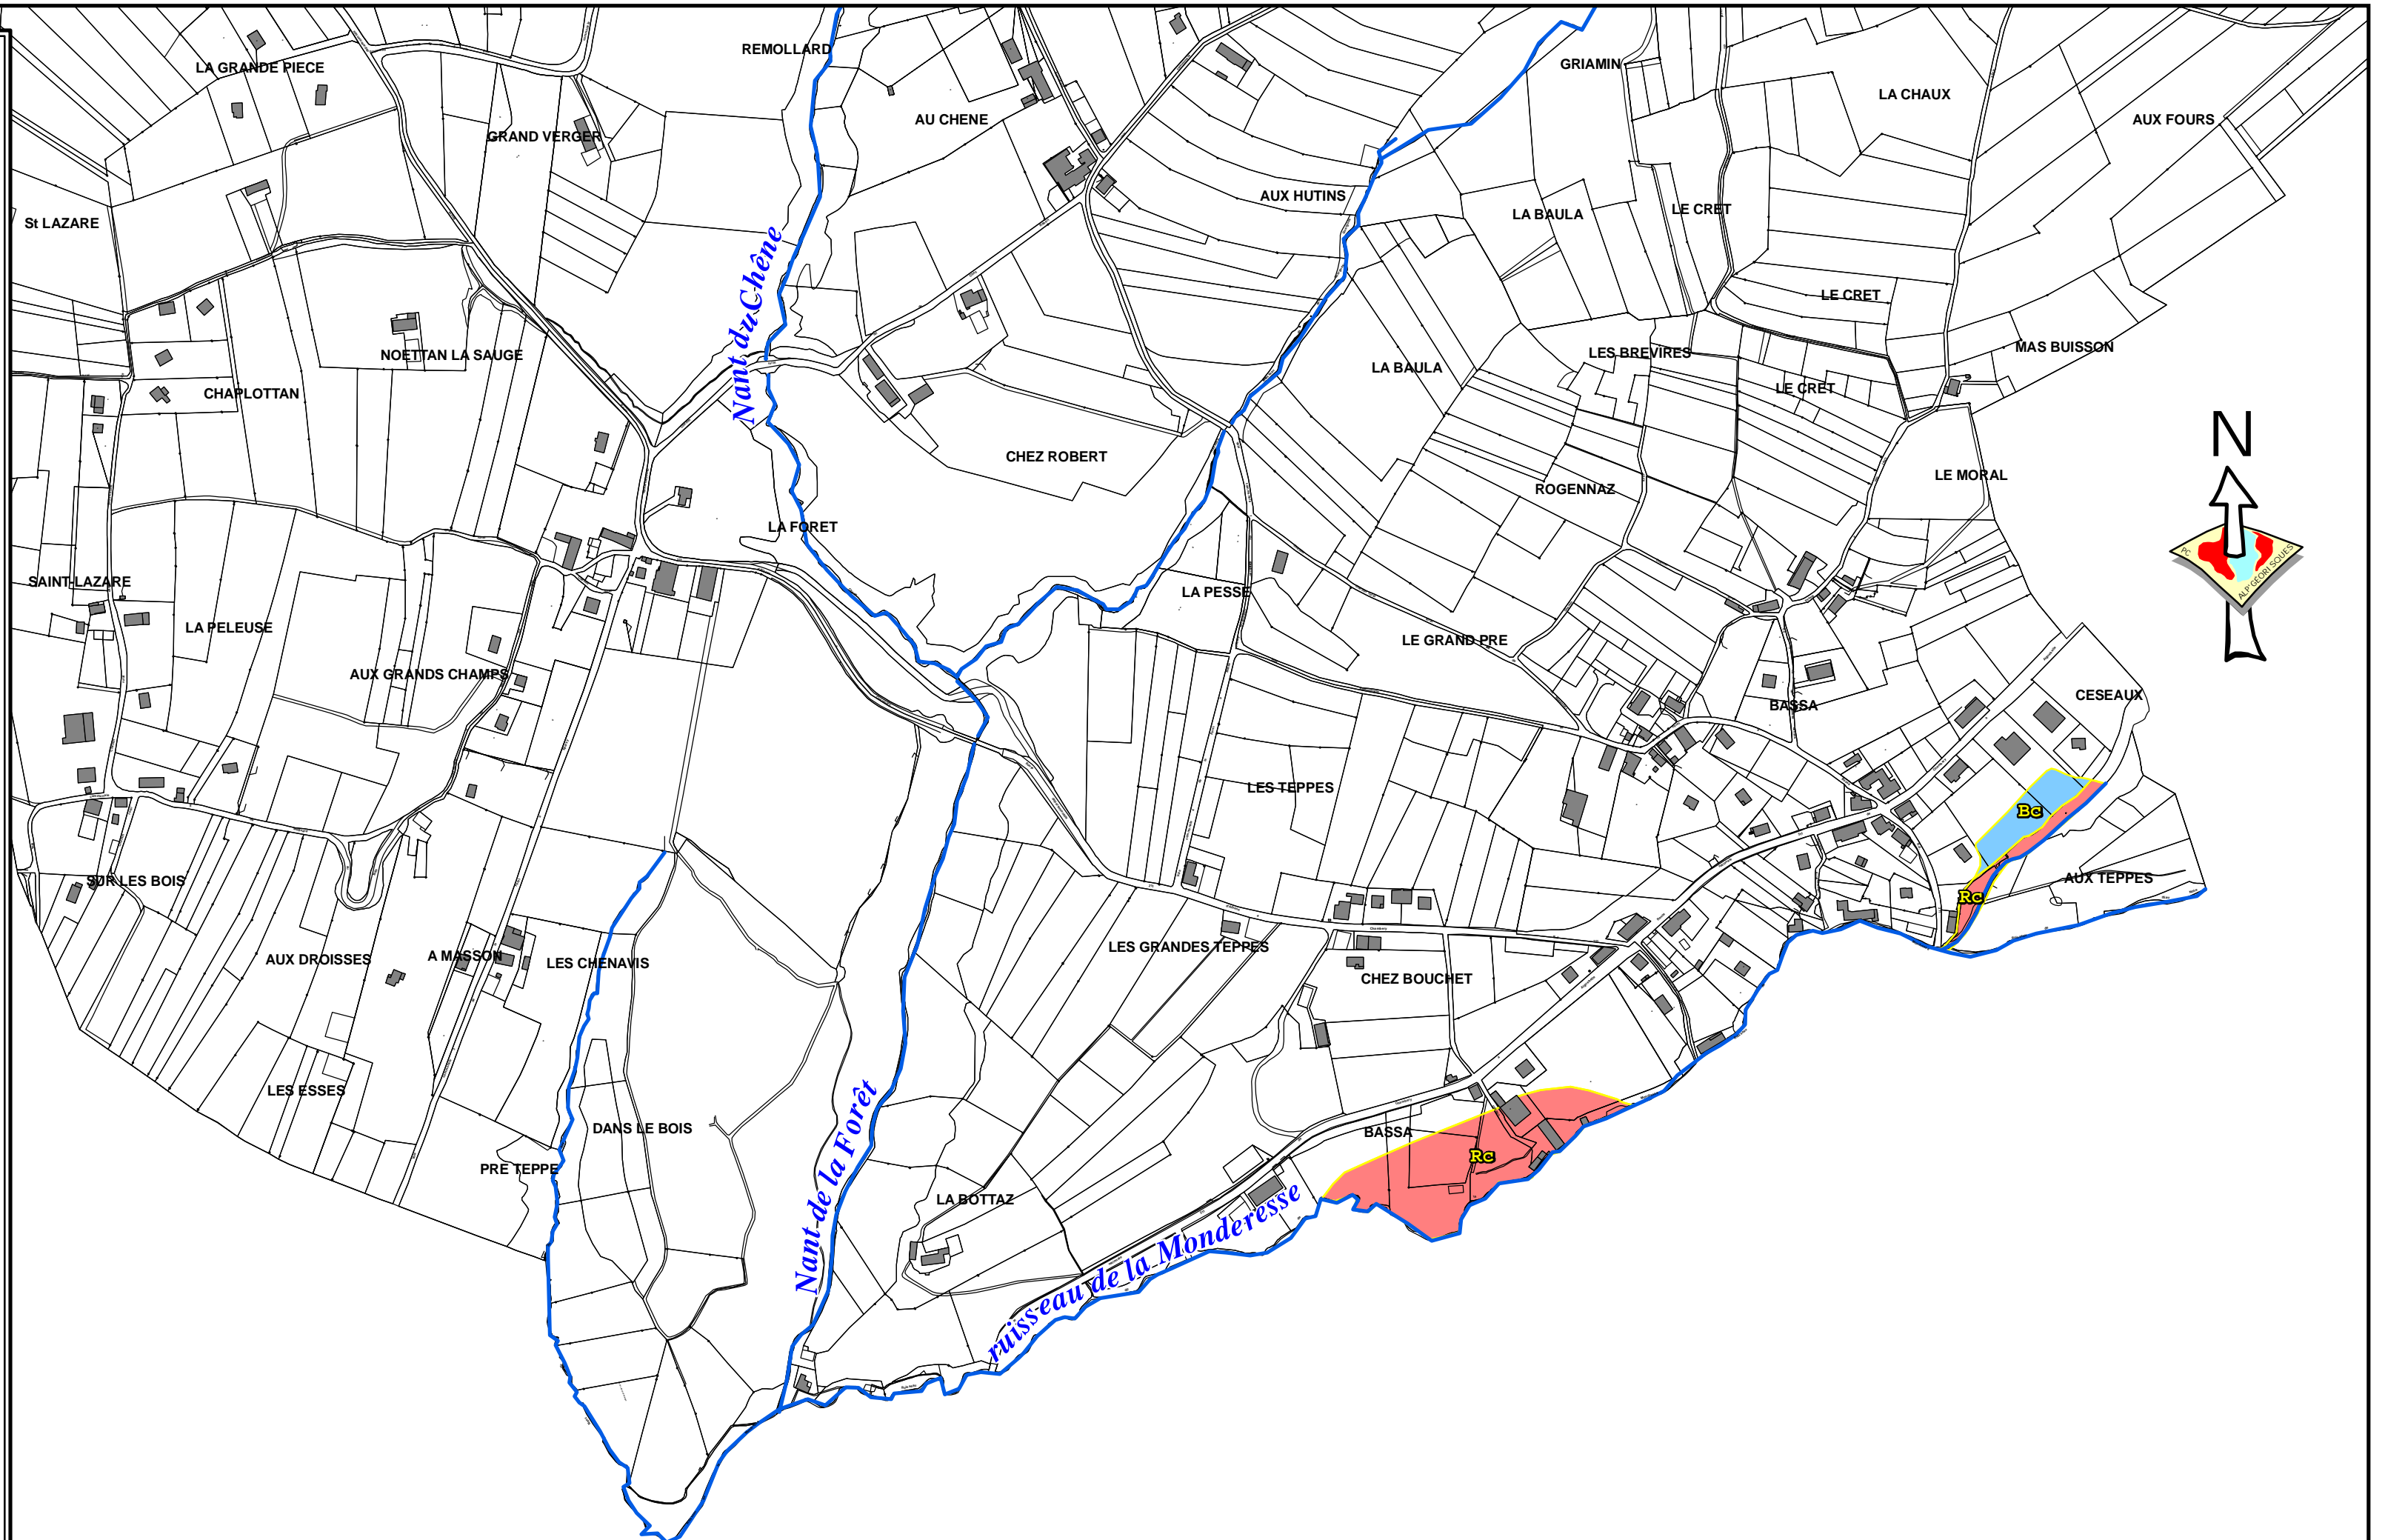 REMOLLARD
LA GRANDE PIECE
GRIAMIN
LA CHAUX
AU CHENE
AUX FOURS
GRAND VERGER
AUX HUTINS
LA BAULA
LE CRET
St LAZARE
Nant du Chêne
LE CRET
NOETTAN LA SAUGE
LES BREVIRES
MAS BUISSON
LA BAULA
CHAPLOTTAN
LE CRET
N
CHEZ ROBERT
LE MORAL
ROGENNAZ
LA FORET
ALP'GEORISQUES
SAINT-LAZARE
LA PESSE
LA PELEUSE
LE GRAND PRE
AUX GRANDS CHAMPS
CESEAUX
BASSA
LES TEPPES
Bc
SUR LES BOIS
AUX TEPPES
Rc
LES GRANDES TEPPES
A MASSON
AUX DROISSES
LES CHENAVIS
CHEZ BOUCHET
LES ESSES
DANS LE BOIS
BASSA
Rc
PRE TEPPE
Nant de la Forêt
LA BOTTAZ
ruisseau de la Monderesse